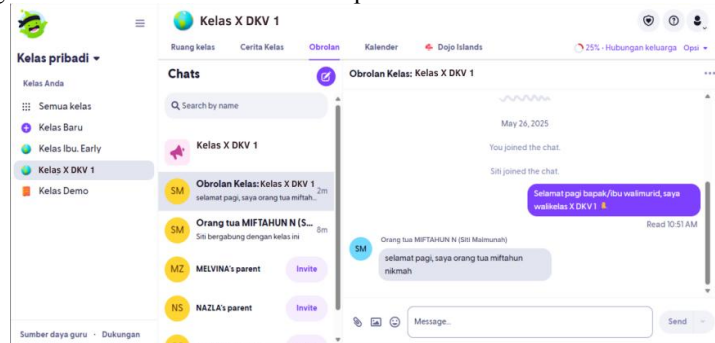 Kelas X DKV 1
Kelas pribadi
Ruang kelas
Cerita Kelas
Obrolan
Kalender
Dojo Islands
25% - Hubungan keluarga
Opsi
Kelas Anda
Semua kelas
Kelas Baru
Kelas Ibu. Early
Kelas X DKV 1
Kelas Demo
Sumber daya guru · Dukungan
Chats
Search by name
Kelas X DKV 1
SM
Obrolan Kelas: Kelas X DKV 1
selamat pagi, saya orang tua miftah...
2m
SM
Orang tua MIFTAHUN N (S...
Siti bergabung dengan kelas ini
8m
MZ
MELVINA's parent
Invite
NS
NAZLA's parent
Invite
Obrolan Kelas: Kelas X DKV 1
May 26, 2025
You joined the chat.
Siti joined the chat.
Selamat pagi bapak/ibu walimurid, saya
walikelas X DKV 1
Read 10:51 AM
Orang tua MIFTAHUN N (Siti Maimunah)
SM
selamat pagi, saya orang tua miftahun
nikmah
Message..
Send